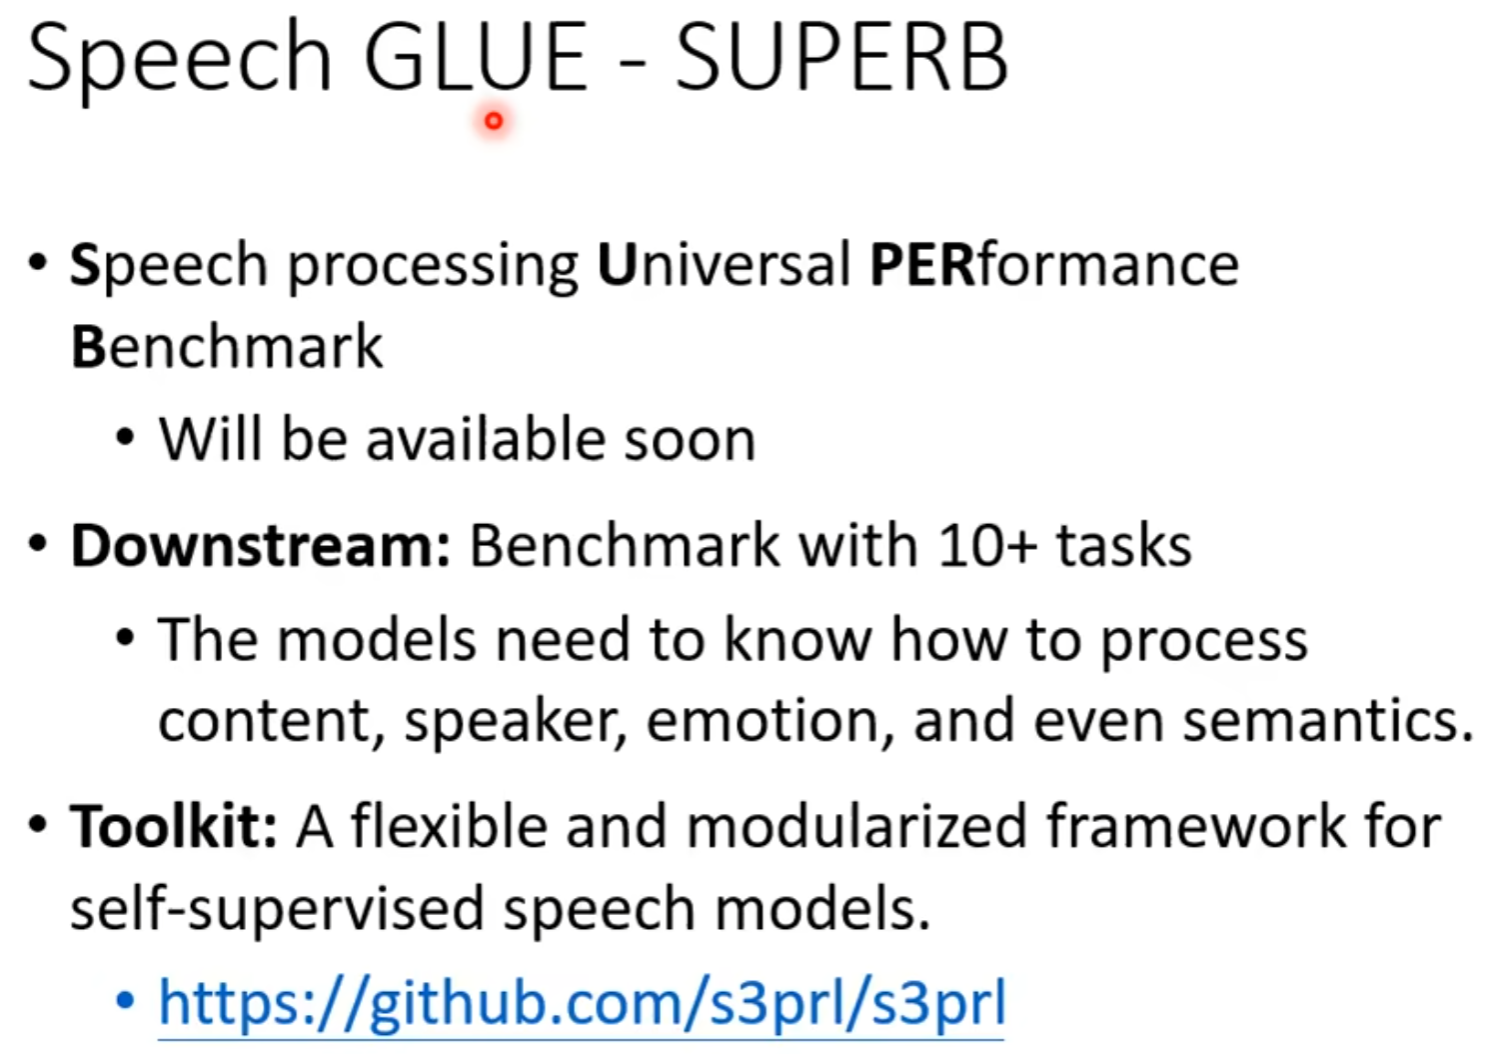 Speech GLUE - SUPERB
• Speech processing Universal PERformance
Benchmark
• Will be available soon
• Downstream: Benchmark with 10+ tasks
• The models need to know how to process
content, speaker, emotion, and even semantics.
• Toolkit: A flexible and modularized framework for
self-supervised speech models.
• https://github.com/s3prl/s3prl